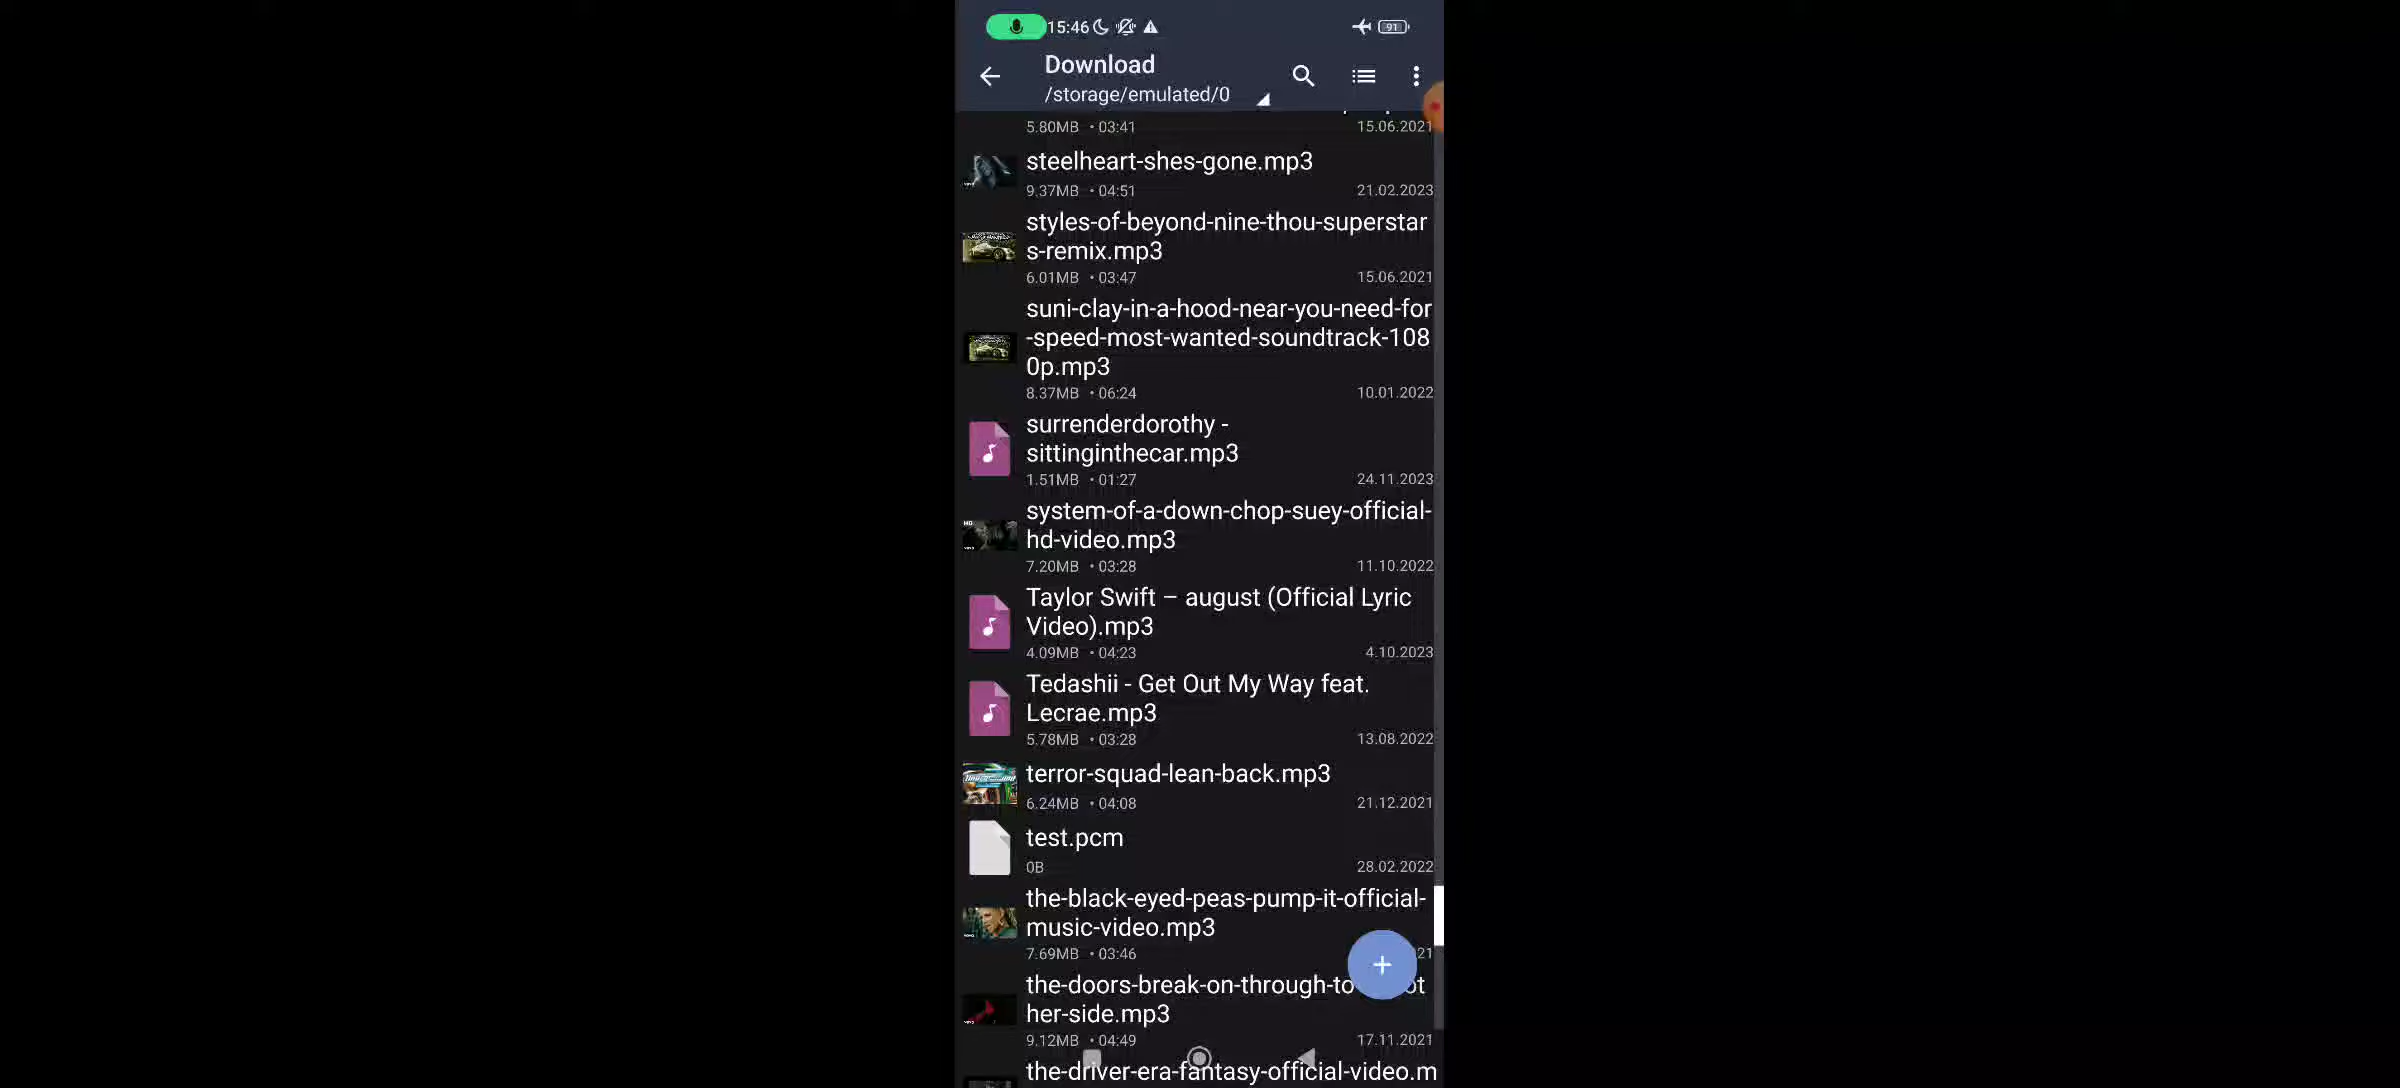 15:46
91
Download
/storage/emulated/0
5.80MB • 03:41 15.06.2021
steelheart-shes-gone.mp3
9.37MB • 04:51 21.02.2023
styles-of-beyond-nine-thou-superstar
s-remix.mp3
6.01MB • 03:47 15.06.2021
suni-clay-in-a-hood-near-you-need-for
-speed-most-wanted-soundtrack-108
0p.mp3
8.37MB • 06:24 10.01.2022
surrenderdorothy -
sittinginthecar.mp3
1.51MB • 01:27 24.11.2023
system-of-a-down-chop-suey-official-
hd-video.mp3
7.20MB • 03:28 11.10.2022
Taylor Swift – august (Official Lyric
Video).mp3
4.09MB • 04:23 4.10.2023
Tedashii - Get Out My Way feat.
Lecrae.mp3
5.78MB • 03:28 13.08.2022
terror-squad-lean-back.mp3
6.24MB • 04:08 21.12.2021
test.pcm
0B 28.02.2022
the-black-eyed-peas-pump-it-official-
music-video.mp3
7.69MB • 03:46 21
the-doors-break-on-through-to
her-side.mp3
9.12MB • 04:49 17.11.2021
the-driver-era-fantasy-official-video.m